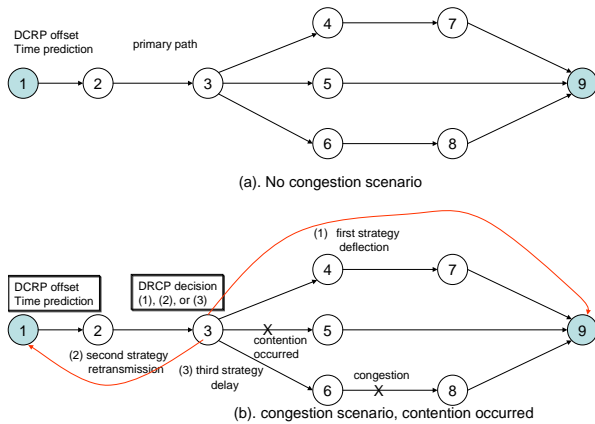 DCRP offset
Time prediction
primary path
1
2
3
4
7
5
9
6
8
(a). No congestion scenario
(1) first strategy
deflection
DCRP offset
Time prediction
DRCP decision
(1), (2), or (3)
4
7
1
2
3
X
5
9
contention
occurred
(2) second strategy
retransmission
(3) third strategy
delay
congestion
6
X
8
(b). congestion scenario, contention occurred